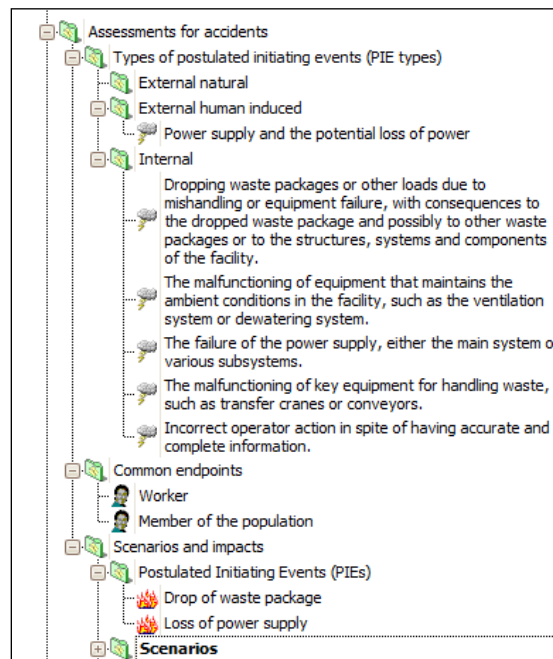 Assessments for accidents
Types of postulated initiating events (PIE types)
External natural
External human induced
Power supply and the potential loss of power
Internal
Dropping waste packages or other loads due to
mishandling or equipment failure, with consequences to
the dropped waste package and possibly to other waste
packages or to the structures, systems and components
of the facility.
The malfunctioning of equipment that maintains the
ambient conditions in the facility, such as the ventilation
system or dewatering system.
The failure of the power supply, either the main system o
various subsystems.
The malfunctioning of key equipment for handling waste,
such as transfer cranes or conveyors.
Incorrect operator action in spite of having accurate and
complete information.
Common endpoints
Worker
Member of the population
Scenarios and impacts
Postulated Initiating Events (PIEs)
Drop of waste package
Loss of power supply
Scenarios